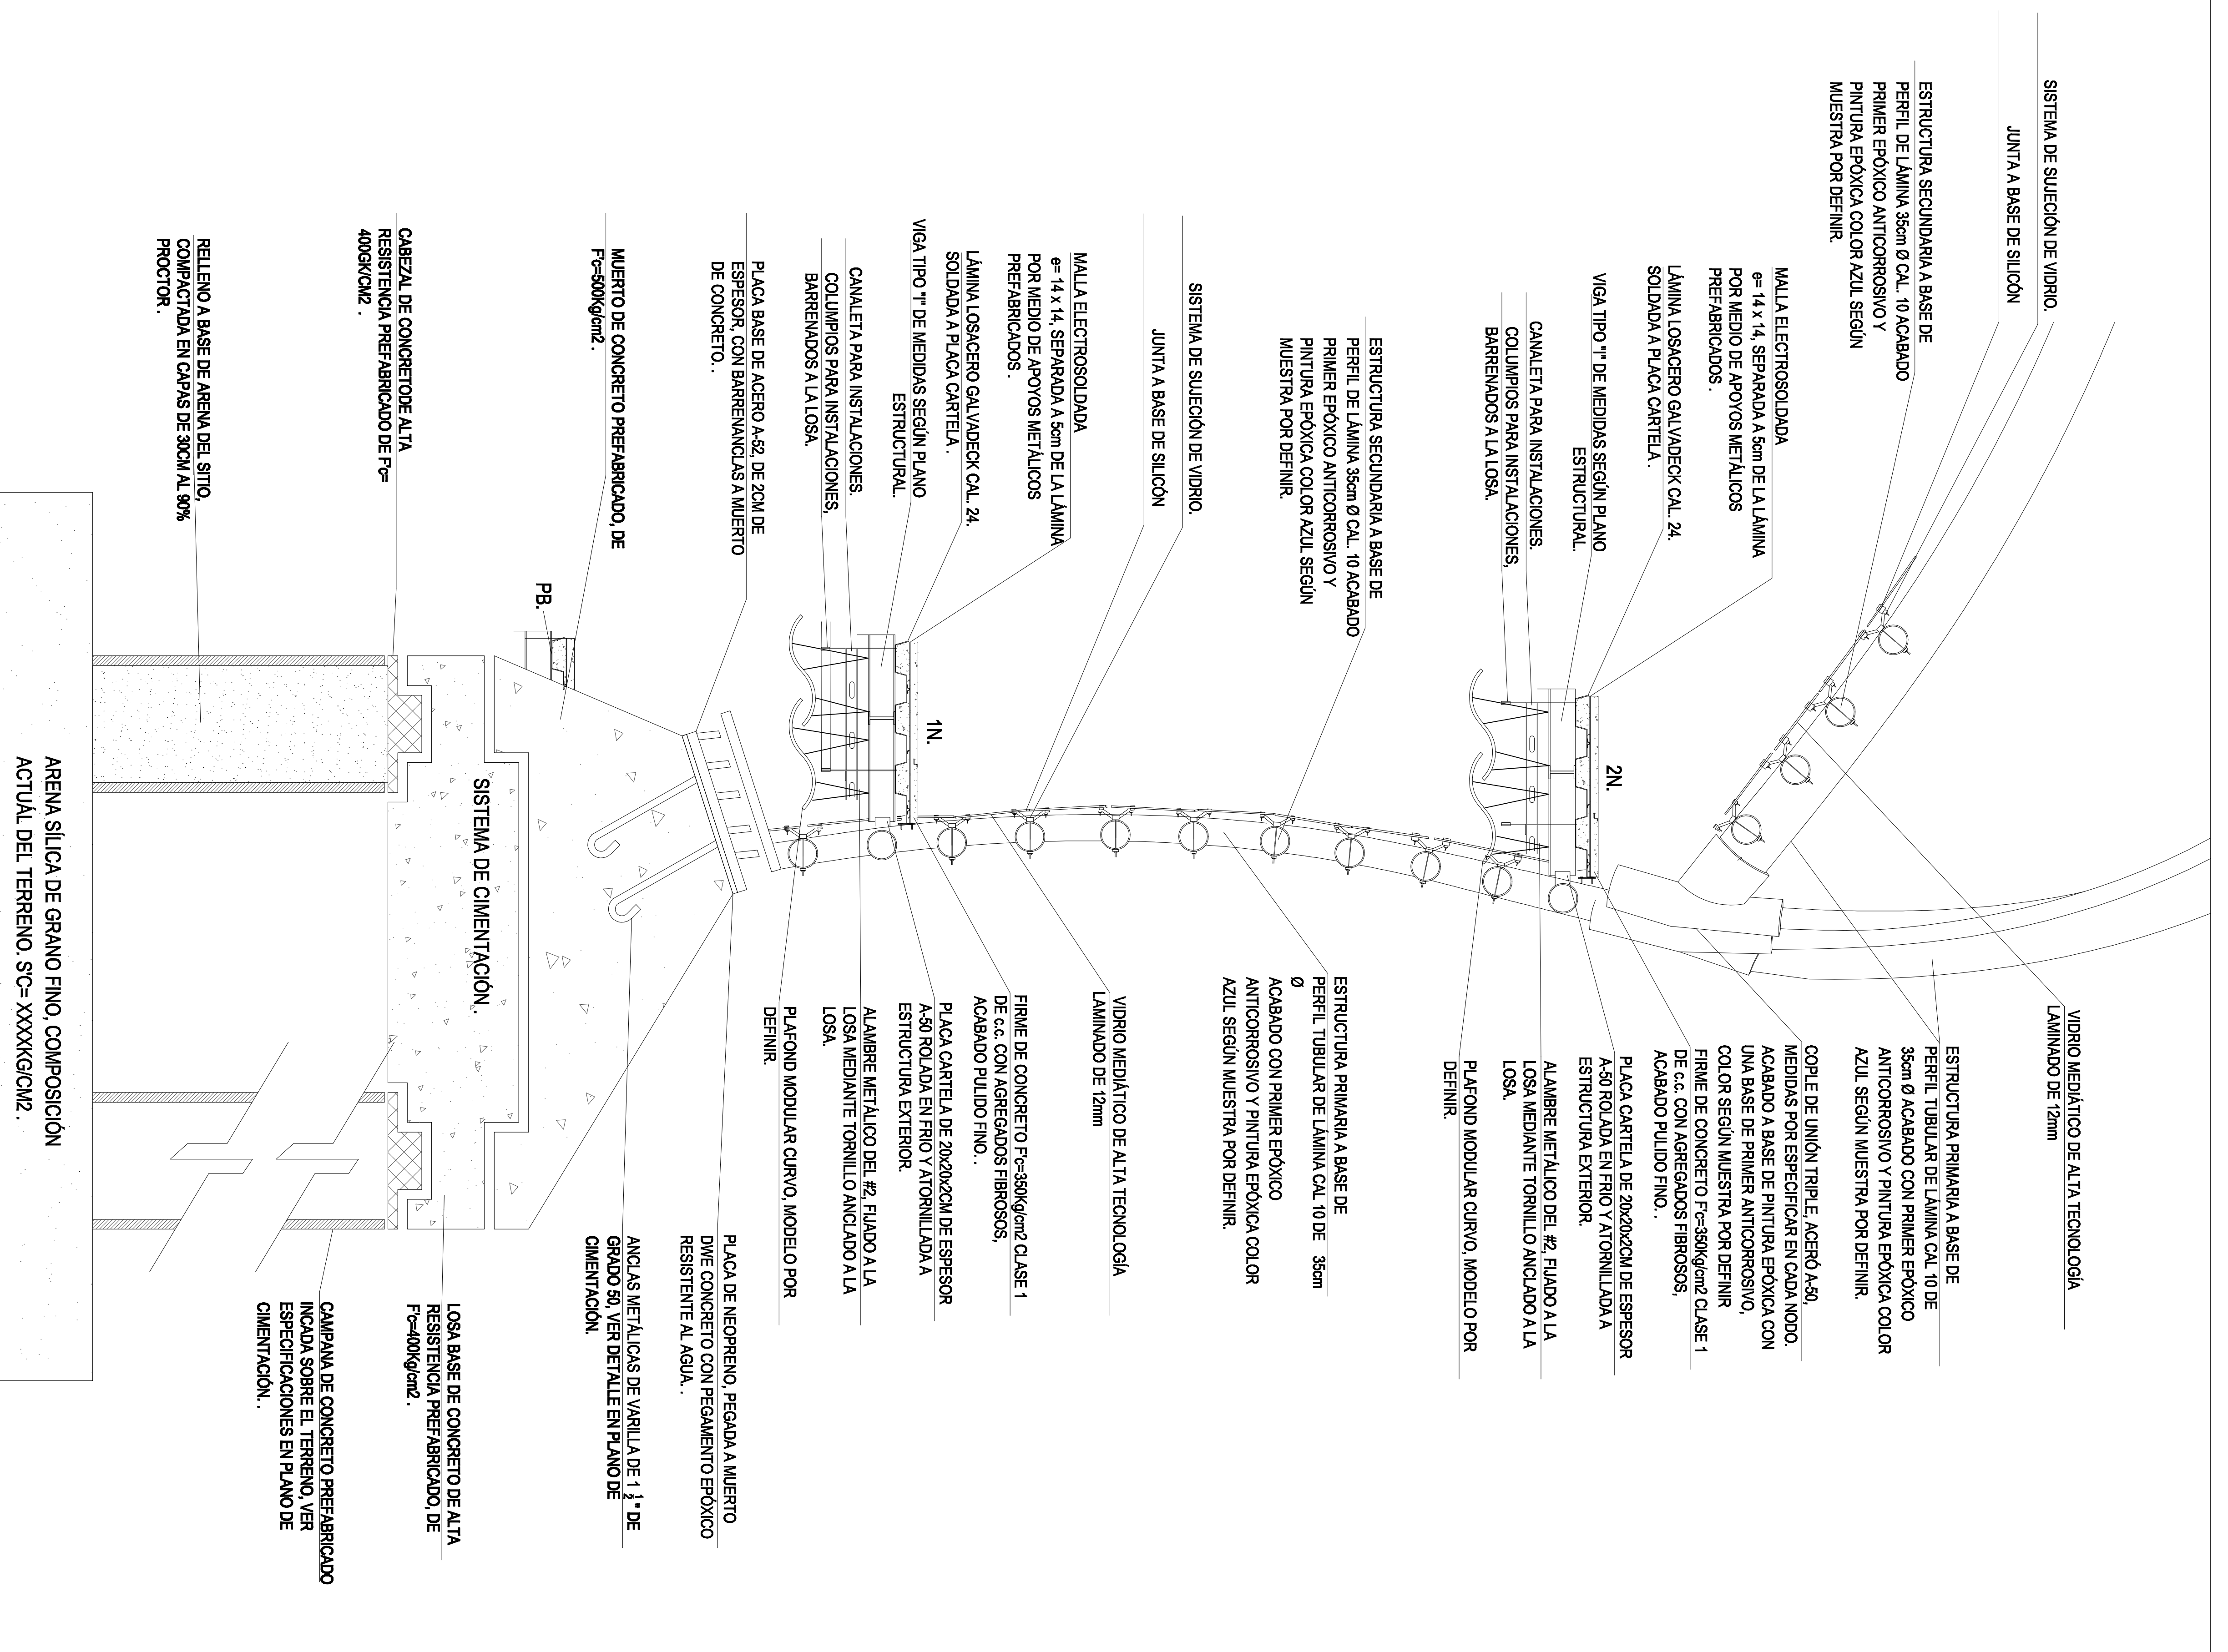 SISTEMA DE SUJECIÓN DE VIDRIO.
JUNTA A BASE DE SILICÓN
ESTRUCTURA SECUNDARIA A BASE DE
PERFIL DE LÁMINA 35cm Ø CAL. 10 ACABADO
PRIMER EPÓXICO ANTICORROSIVO Y
PINTURA EPÓXICA COLOR AZUL SEGÚN
MUESTRA POR DEFINIR.
MALLA ELECTROSOLDADA
e= 14 x 14, SEPARADA A 5cm DE LA LÁMINA
POR MEDIO DE APOYOS METÁLICOS
PREFABRICADOS .
LÁMINA LOSACERO GALVADECK CAL. 24.
SOLDADA A PLACA CARTELA .
VIGA TIPO "I" DE MEDIDAS SEGÚN PLANO
ESTRUCTURAL.
CANALETA PARA INSTALACIONES.
COLUMPIOS PARA INSTALACIONES,
BARRENADOS A LA LOSA.
2N.
ESTRUCTURA SECUNDARIA A BASE DE
PERFIL DE LÁMINA 35cm Ø CAL. 10 ACABADO
PRIMER EPÓXICO ANTICORROSIVO Y
PINTURA EPÓXICA COLOR AZUL SEGÚN
MUESTRA POR DEFINIR.
SISTEMA DE SUJECIÓN DE VIDRIO.
JUNTA A BASE DE SILICÓN
MALLA ELECTROSOLDADA
e= 14 x 14, SEPARADA A 5cm DE LA LÁMINA
POR MEDIO DE APOYOS METÁLICOS
PREFABRICADOS .
LÁMINA LOSACERO GALVADECK CAL. 24.
SOLDADA A PLACA CARTELA .
VIGA TIPO "I" DE MEDIDAS SEGÚN PLANO
ESTRUCTURAL.
CANALETA PARA INSTALACIONES.
COLUMPIOS PARA INSTALACIONES,
BARRENADOS A LA LOSA.
1N.
PLACA BASE DE ACERO A-52, DE 2CM DE
ESPESOR, CON BARRENANCLAS A MUERTO
DE CONCRETO. .
MUERTO DE CONCRETO PREFABRICADO, DE
F'c=500Kg/cm2 .
PB.
CABEZAL DE CONCRETODE ALTA
RESISTENCIA PREFABRICADO DE F'c=
400GK/CM2 .
RELLENO A BASE DE ARENA DEL SITIO,
COMPACTADA EN CAPAS DE 30CM AL 90%
PROCTOR .
VIDRIO MEDIÁTICO DE ALTA TECNOLOGÍA
LAMINADO DE 12mm
ESTRUCTURA PRIMARIA A BASE DE
PERFIL TUBULAR DE LÁMINA CAL 10 DE
35cm Ø ACABADO CON PRIMER EPÓXICO
ANTICORROSIVO Y PINTURA EPÓXICA COLOR
AZUL SEGÚN MUESTRA POR DEFINIR.
COPLE DE UNIÓN TRIPLE, ACERÓ A-50,
MEDIDAS POR ESPECIFICAR EN CADA NODO.
ACABADO A BASE DE PINTURA EPÓXICA CON
UNA BASE DE PRIMER ANTICORROSIVO,
COLOR SEGÚN MUESTRA POR DEFINIR
FIRME DE CONCRETO F'c=350Kg/cm2 CLASE 1
DE c.c. CON AGREGADOS FIBROSOS,
ACABADO PULIDO FINO. .
PLACA CARTELA DE 20x20x2CM DE ESPESOR
A-50 ROLADA EN FRIO Y ATORNILLADA A
ESTRUCTURA EXTERIOR.
ALAMBRE METÁLICO DEL #2, FIJADO A LA
LOSA MEDIANTE TORNILLO ANCLADO A LA
LOSA.
PLAFOND MODULAR CURVO, MODELO POR
DEFINIR.
ESTRUCTURA PRIMARIA A BASE DE
PERFIL TUBULAR DE LÁMINA CAL 10 DE 35cm
Ø
ACABADO CON PRIMER EPÓXICO
ANTICORROSIVO Y PINTURA EPÓXICA COLOR
AZUL SEGÚN MUESTRA POR DEFINIR.
VIDRIO MEDIÁTICO DE ALTA TECNOLOGÍA
LAMINADO DE 12mm
FIRME DE CONCRETO F'c=350Kg/cm2 CLASE 1
DE c.c. CON AGREGADOS FIBROSOS,
ACABADO PULIDO FINO. .
PLACA CARTELA DE 20x20x2CM DE ESPESOR
A-50 ROLADA EN FRIO Y ATORNILLADA A
ESTRUCTURA EXTERIOR.
ALAMBRE METÁLICO DEL #2, FIJADO A LA
LOSA MEDIANTE TORNILLO ANCLADO A LA
LOSA.
PLAFOND MODULAR CURVO, MODELO POR
DEFINIR.
PLACA DE NEOPRENO, PEGADA A MUERTO
DWE CONCRETO CON PEGAMENTO EPÓXICO
RESISTENTE AL AGUA. .
ANCLAS METÁLICAS DE VARILLA DE 1 1/2" DE
GRADO 50, VER DETALLE EN PLANO DE
CIMENTACIÓN.
SISTEMA DE CIMENTACIÓN.
LOSA BASE DE CONCRETO DE ALTA
RESISTENCIA PREFABRICADO, DE
F'c=400Kg/cm2 .
CAMPANA DE CONCRETO PREFABRICADO
INCADA SOBRE EL TERRENO, VER
ESPECIFICACIONES EN PLANO DE
CIMENTACIÓN. .
ARENA SÍLICA DE GRANO FINO, COMPOSICIÓN
ACTUÁL DEL TERRENO. S'C= XXXXKG/CM2 .